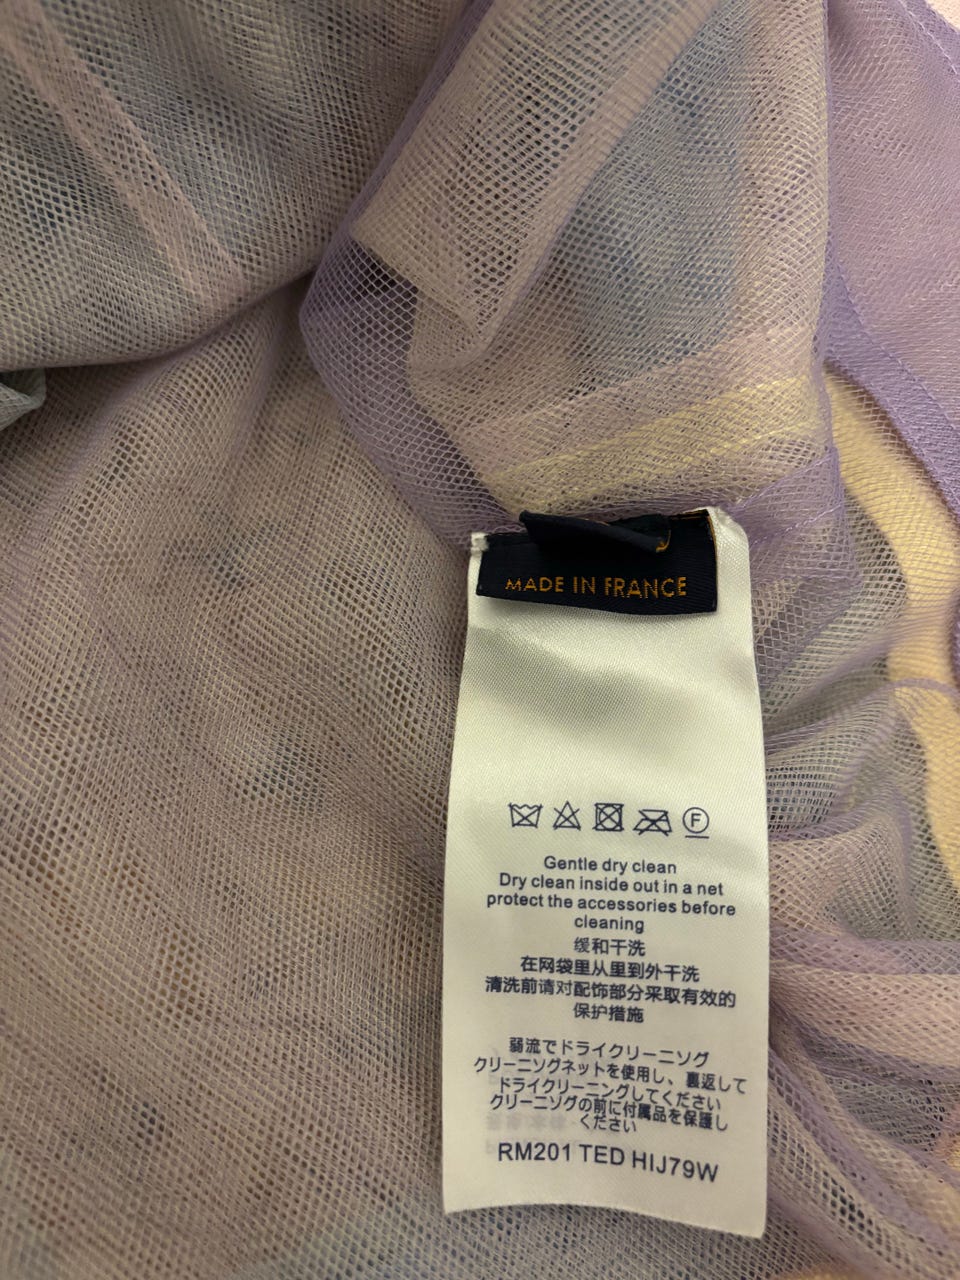 MADE IN FRANCE
F
Gentle dry clean
Dry clean inside out in a net
protect the accessories before
cleaning
缓和干洗
在网袋里从里到外干洗
清洗前请对配饰部分采取有效的
保护措施
弱流でドライクリーニソグ
クリーニソグネットを使用し、裏返して
ドライクリーニングしてください
クリーニソグの前に付属品を保護し
ください
RM201 TED HIJ79W